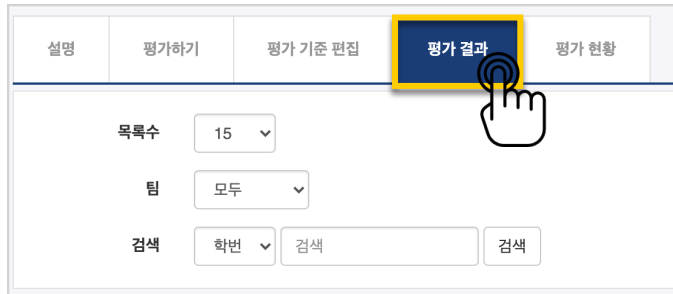 설명 평가하기 평가 기준 편집 평가 결과 평가 현황
목록수 15
팀 모두
검색 학번 검색 검색